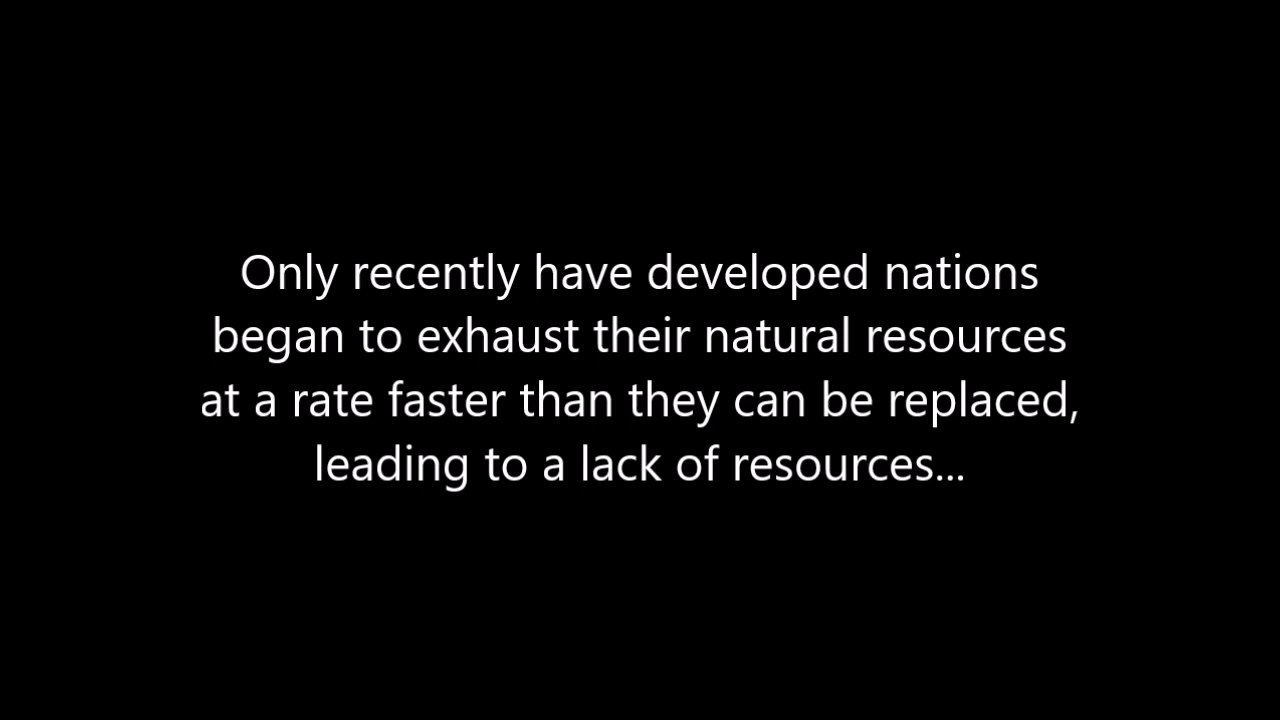 Only recently have developed nations
began to exhaust their natural resources
at a rate faster than they can be replaced,
leading to a lack of resources...